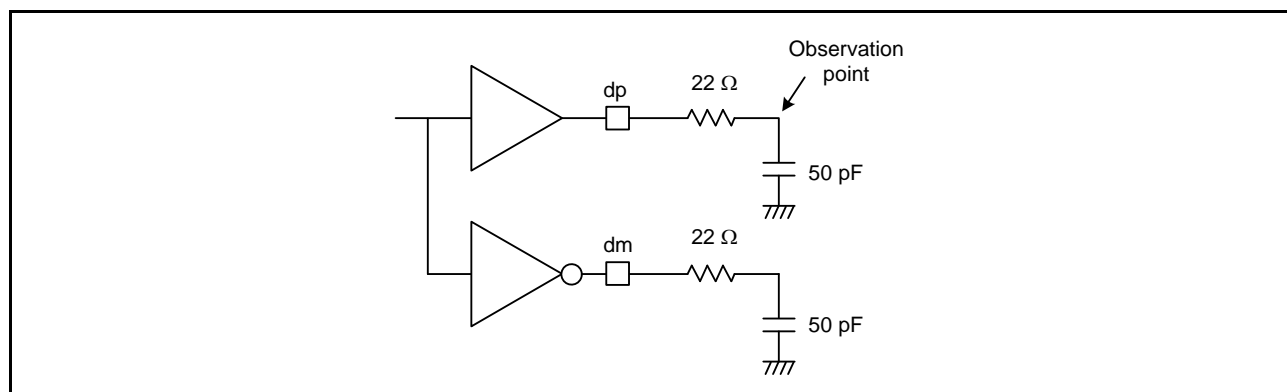 Observation
point
dp
22 Ω
50 pF
dm
22 Ω
50 pF